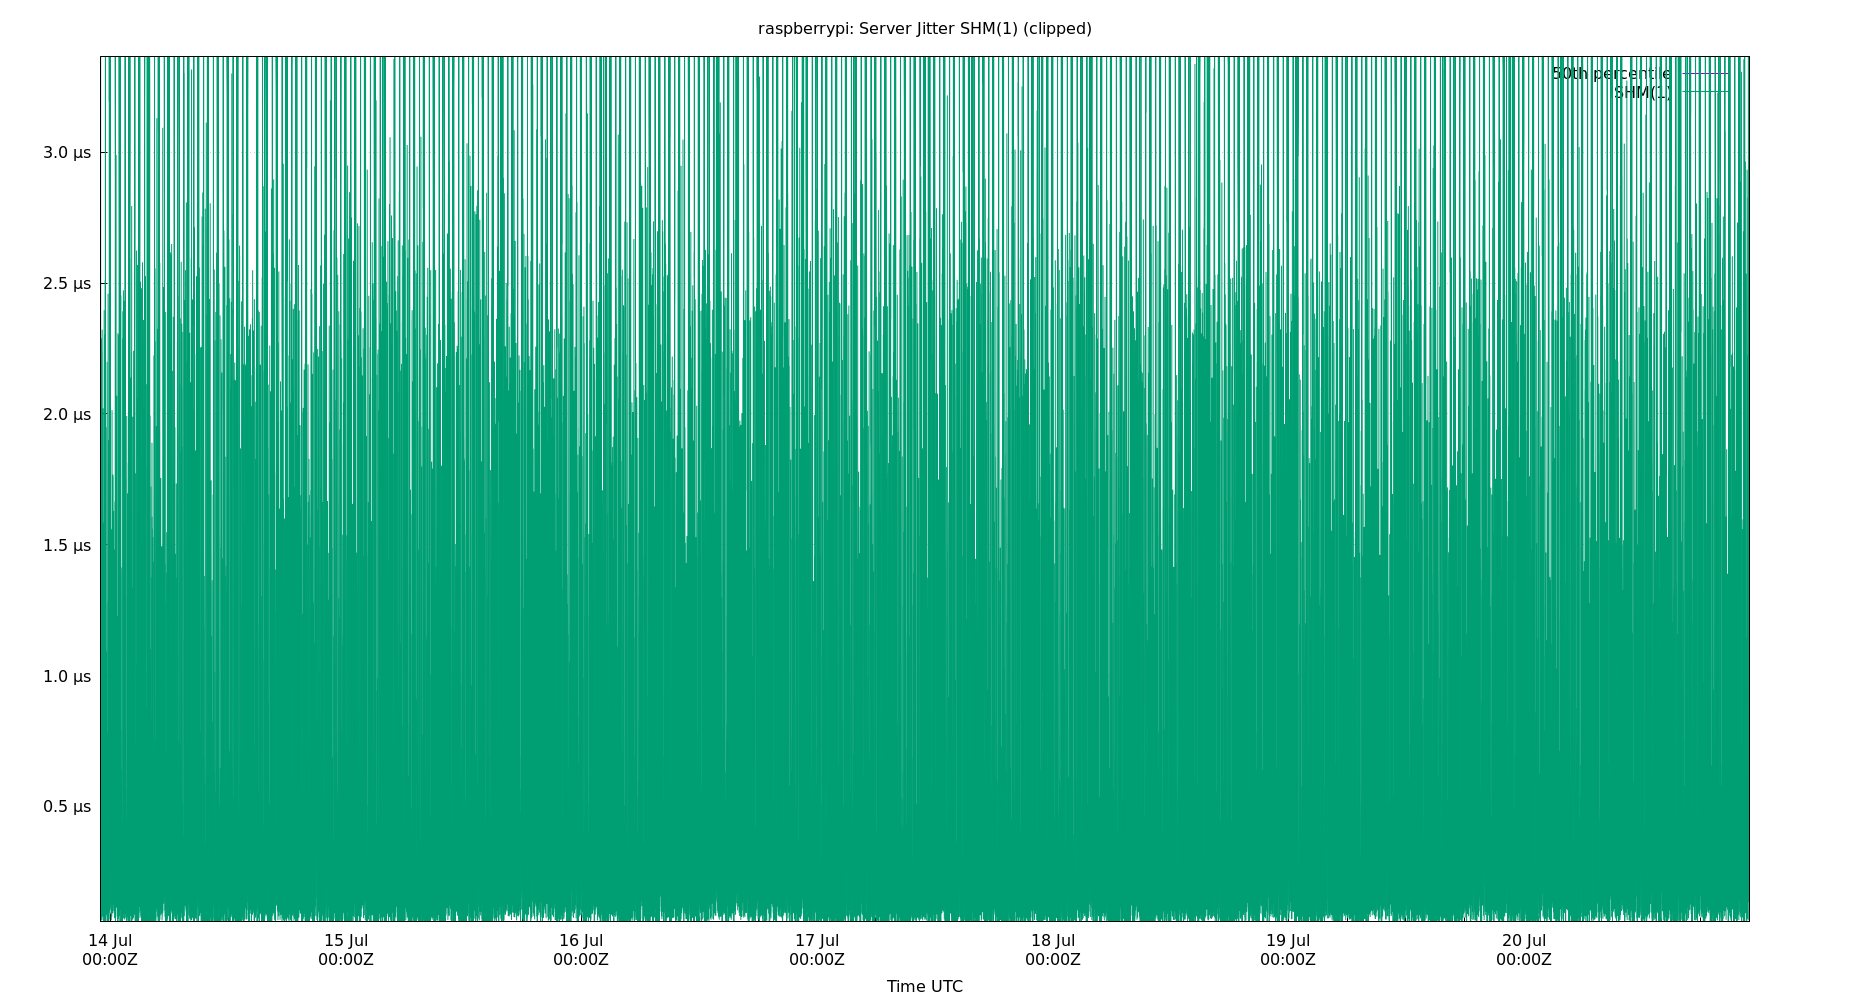 raspberrypi: Server Jitter SHM(1) (clipped)
50th percentile
SHM(1)
3.0 µs
2.5 µs
2.0 µs
1.5 µs
1.0 µs
0.5 µs
14 Jul 15 Jul 16 Jul 17 Jul 18 Jul 19 Jul 20 Jul
00:00Z 00:00Z 00:00Z 00:00Z 00:00Z 00:00Z 00:00Z
Time UTC